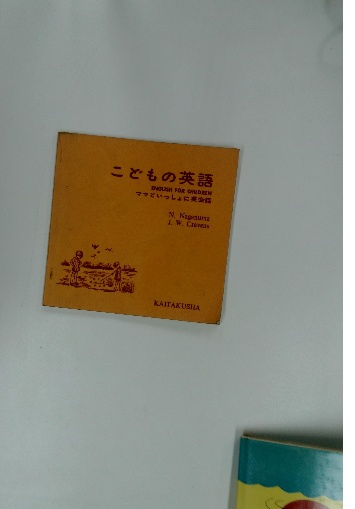 こどもの英語
ENGLISH FOR CHILDREN
ママといっしょに英会話
N. Naganuma
J. W. Cravens
KAITAKUSHA